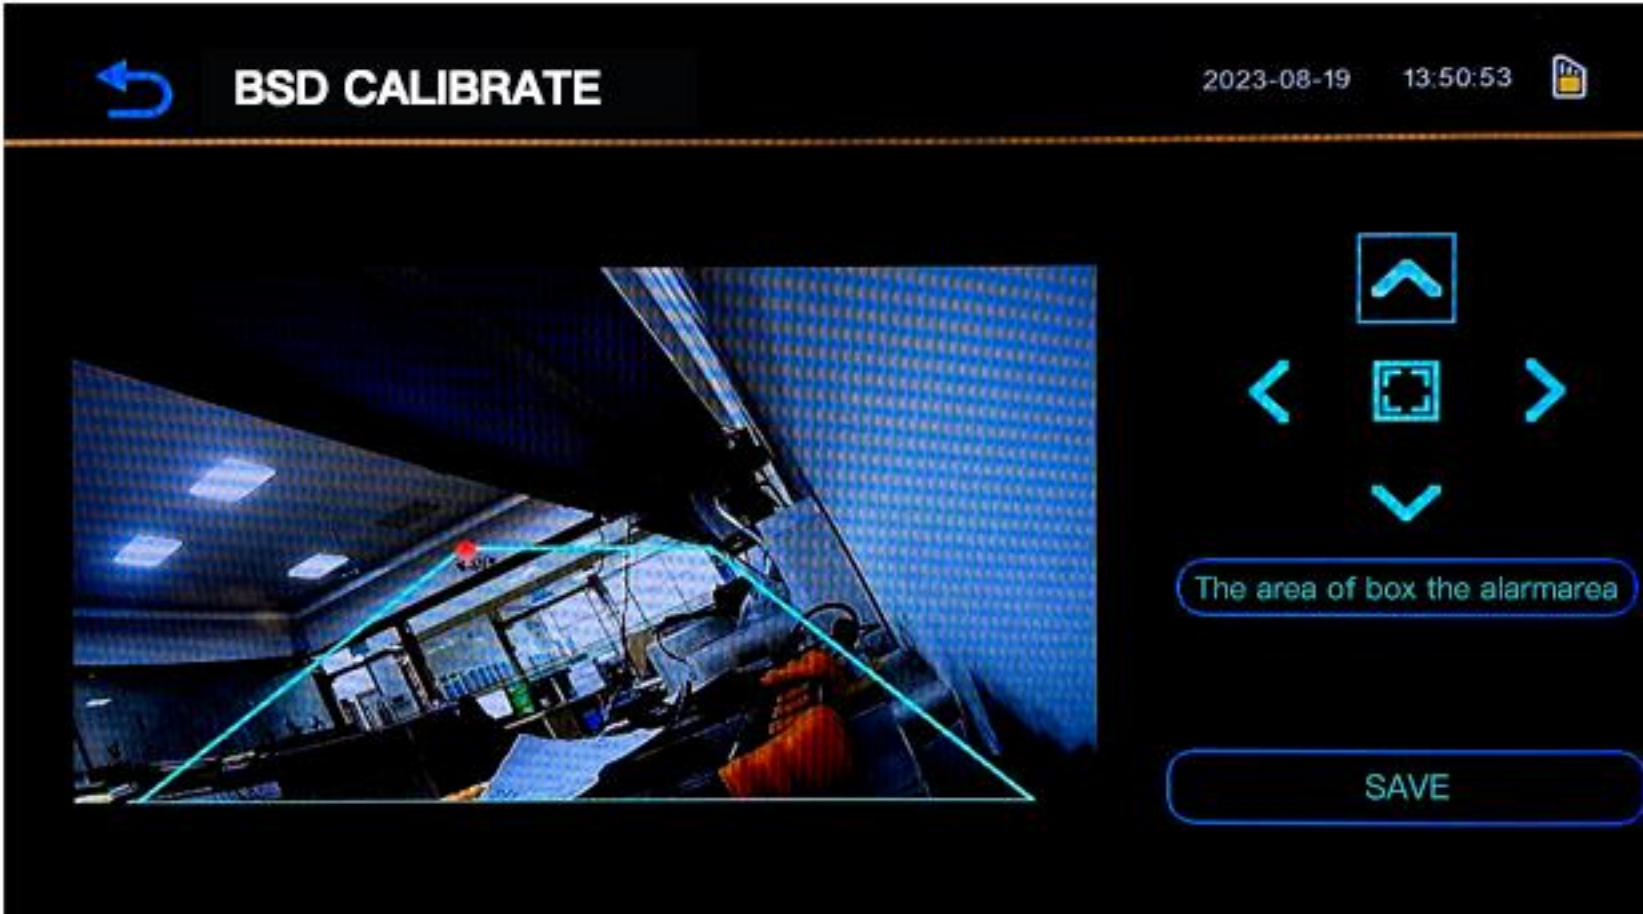 BSD CALIBRATE
2023-08-19 13:50:53
The area of box the alarmarea
SAVE